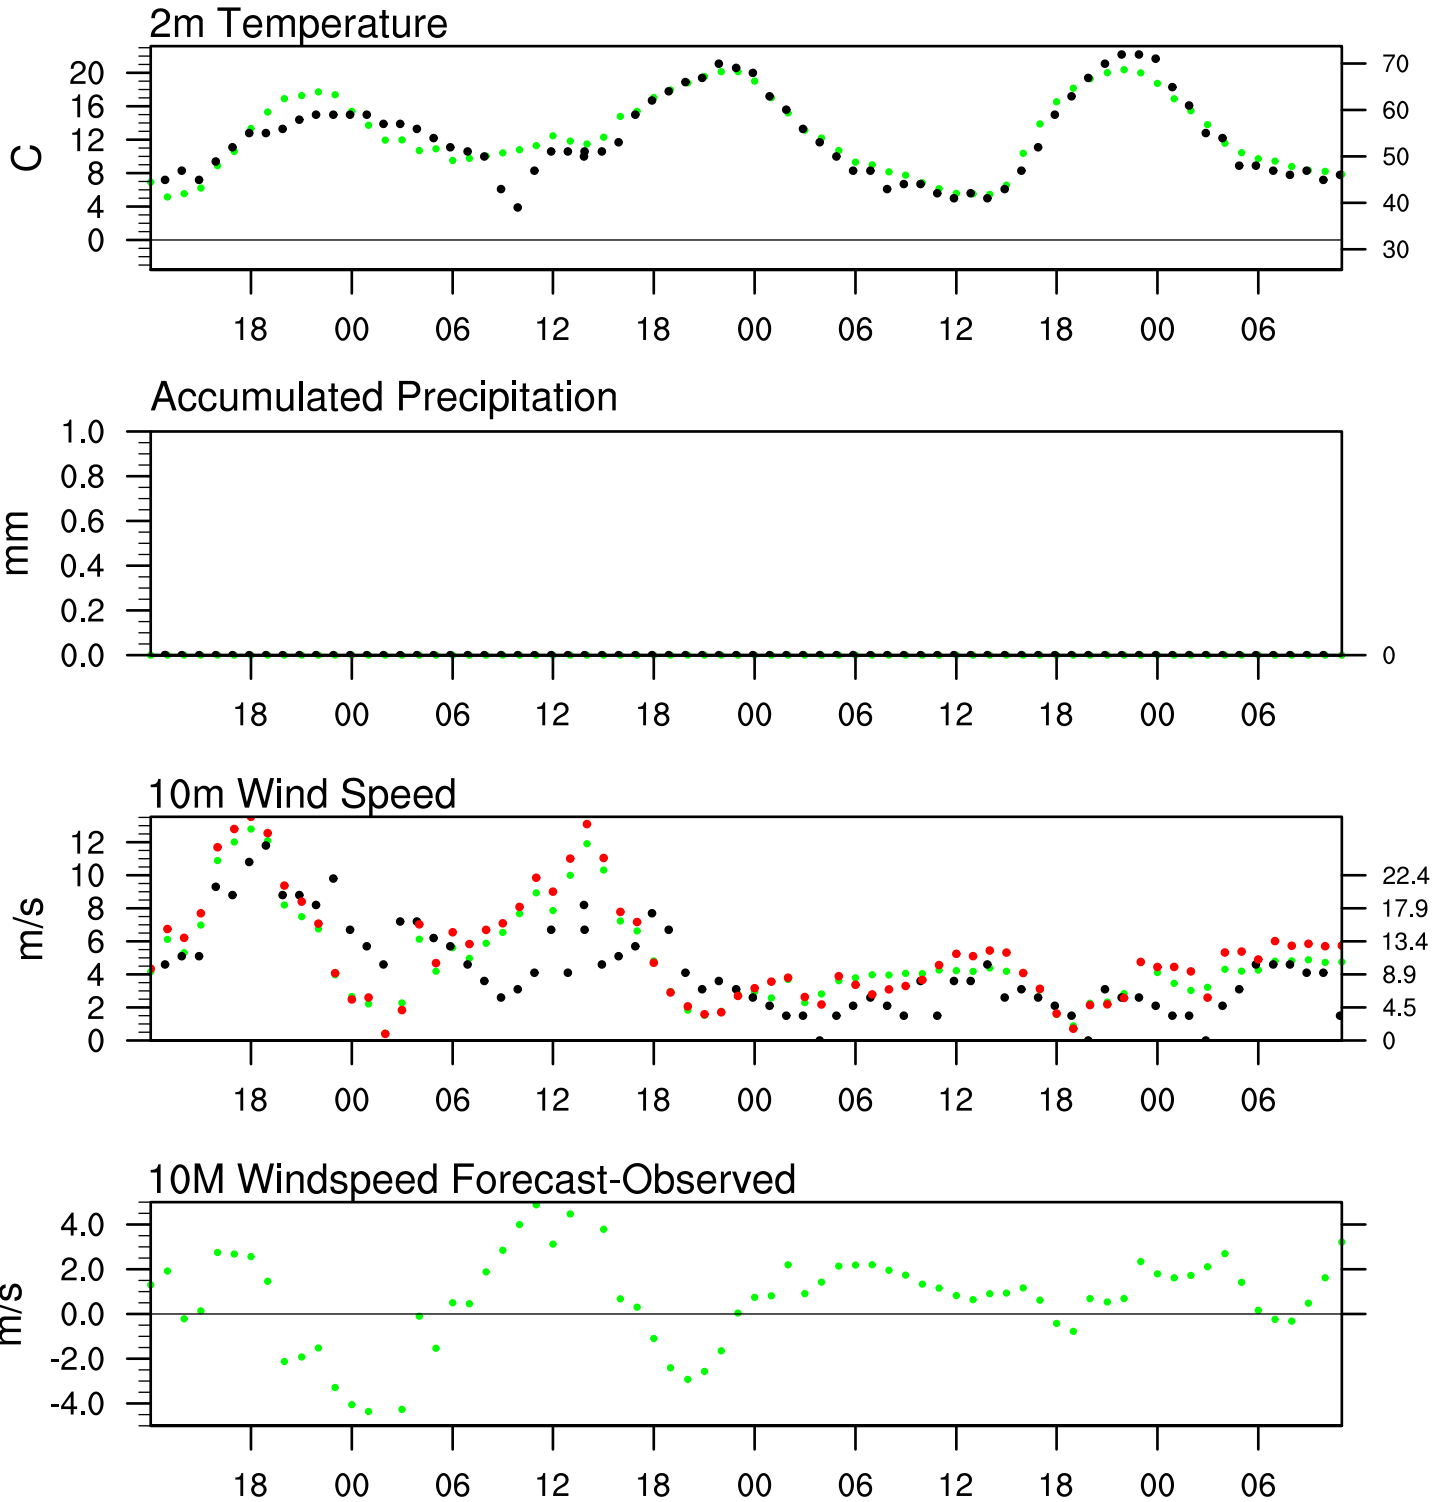 2m Temperature
20 70
16 60
12
C
50
8
4 40
0
30
18 00 06 12 18 00 06 12 18 00 06
Accumulated Precipitation
1.0
0.8
0.6
mm
0.4
0.2
0.0 0
18 00 06 12 18 00 06 12 18 00 06
10m Wind Speed
12
10 22.4
8 17.9
m/s
6 13.4
4 8.9
2 4.5
0 0
18 00 06 12 18 00 06 12 18 00 06
10M Windspeed Forecast-Observed
4.0
2.0
0.0
m/s
-2.0
-4.0
18 00 06 12 18 00 06 12 18 00 06